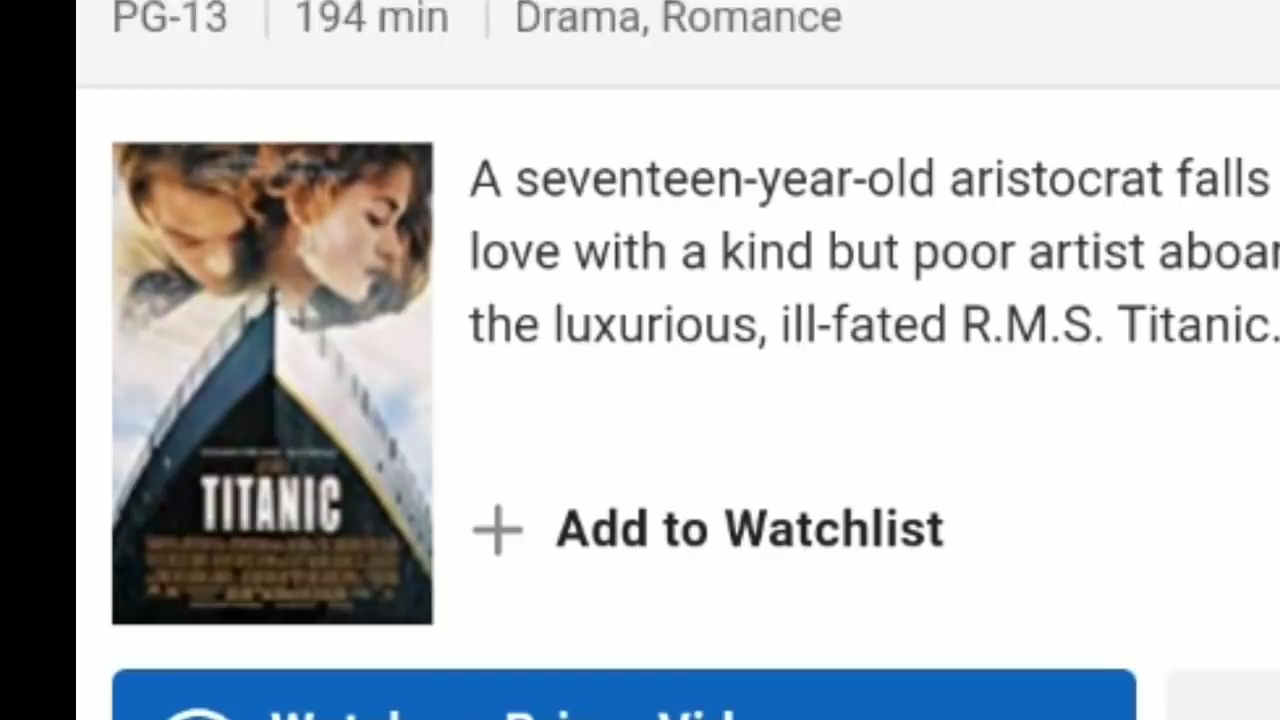 PG-13 | 194 min | Drama, Romance
A seventeen-year-old aristocrat falls
love with a kind but poor artist aboar
the luxurious, ill-fated R.M.S. Titanic.
TITANIC
Add to Watchlist